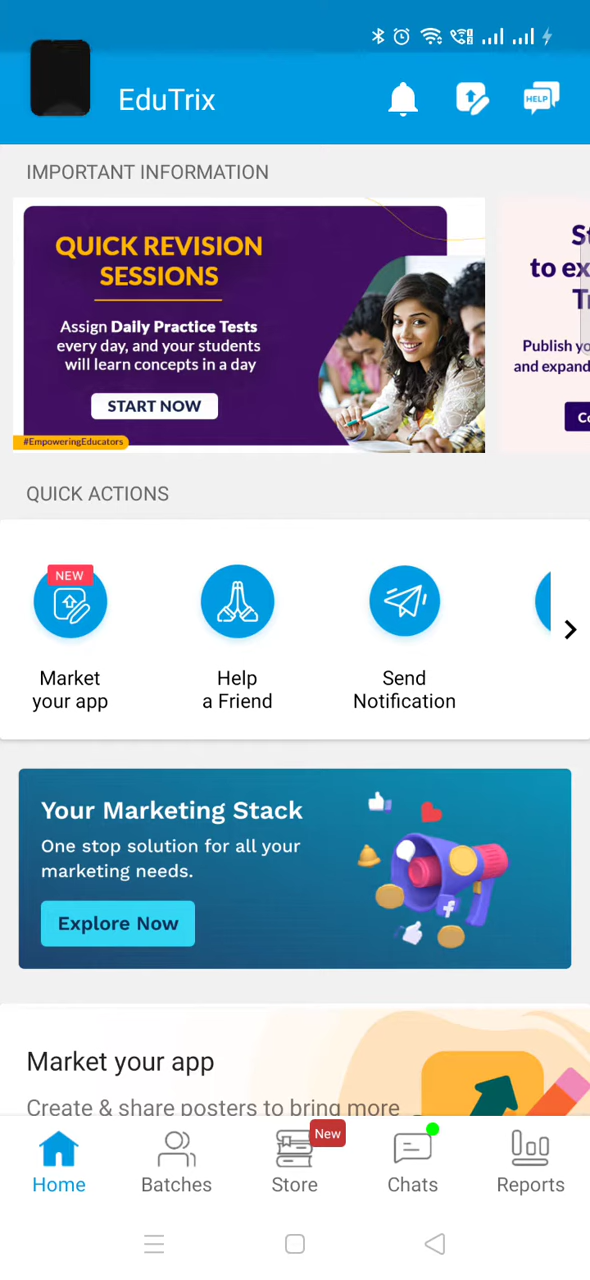 EduTrix
HELP
IMPORTANT INFORMATION
QUICK REVISION
SESSIONS
Assign Daily Practice Tests
every day, and your students
will learn concepts in a day
START NOW
#EmpoweringEducators
to
Publish
and
QUICK ACTIONS
NEW
Market
your app
Help
a Friend
Send
Notification
Your Marketing Stack
One stop solution for all your
marketing needs.
Explore Now
Market your app
Create & share posters to bring more
New
Home
Batches
Store
Chats
Reports